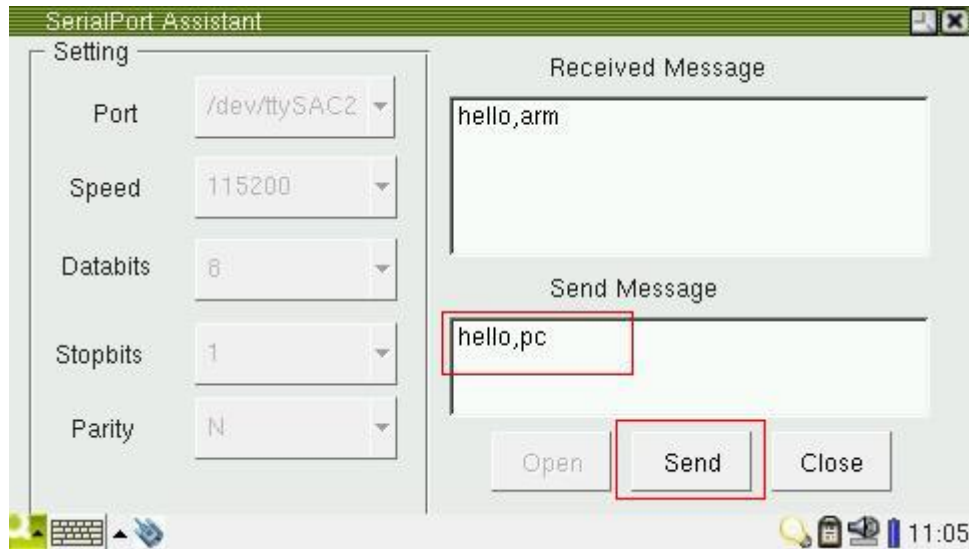 SerialPort Assistant
Setting
Port /dev/ttySAC2
Speed 115200
Databits 8
Stopbits 1
Parity N
Received Message
hello,arm
Send Message
hello,pc
Open Send Close
11:05